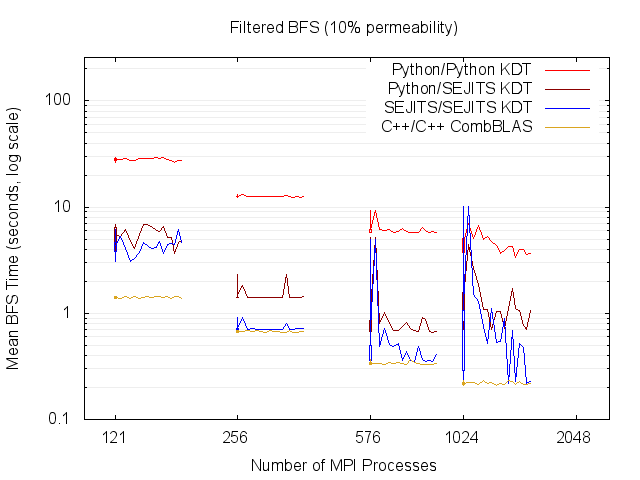 Filtered BFS (10% permeability)
Python/Python KDT
Python/SEJITS KDT
SEJITS/SEJITS KDT
C++/C++ CombBLAS
Mean BFS Time (seconds, log scale)
100
10
1
0.1
121 256 576 1024 2048
Number of MPI Processes